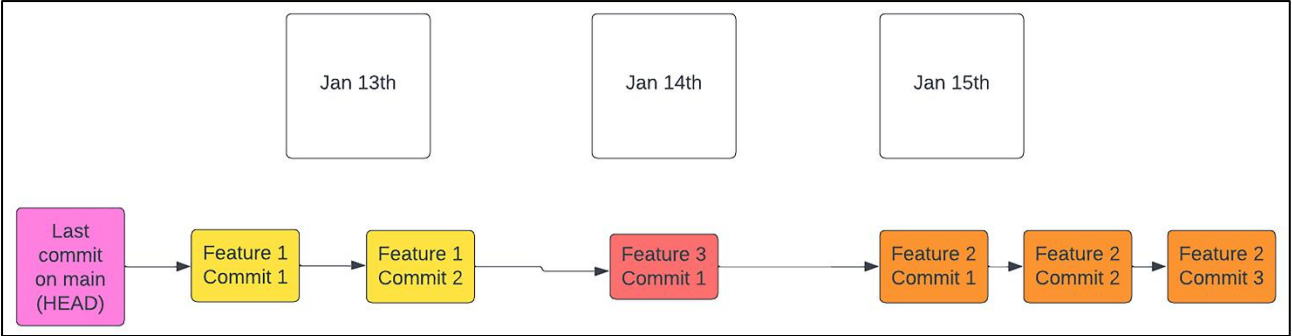 Jan 13th
Jan 14th
Jan 15th
Last
commit
on main
(HEAD)
Feature 1
Commit 1
Feature 1
Commit 2
Feature 3
Commit 1
Feature 2
Commit 1
Feature 2
Commit 2
Feature 2
Commit 3